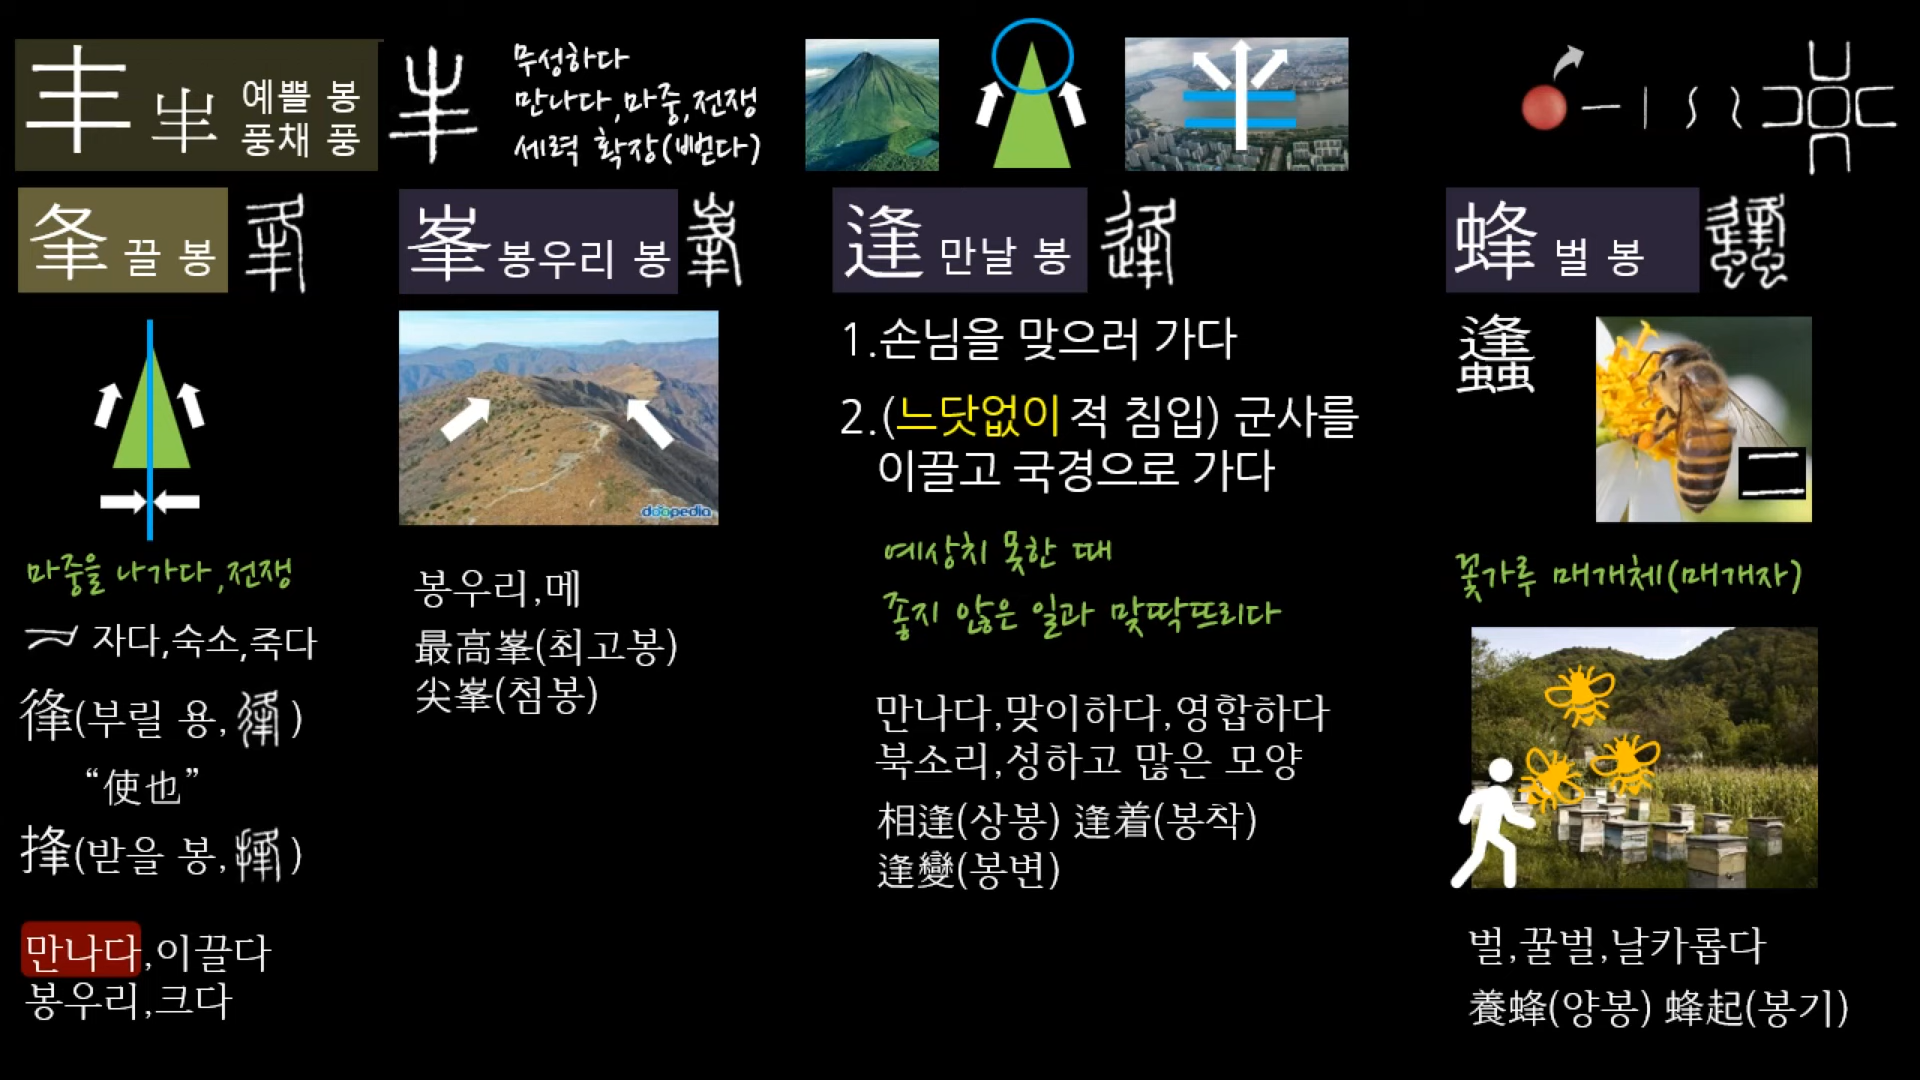 丰 㞷 예쁠 봉
풍채 풍
무성하다
만나다,마중,전쟁
세력 확장(뻗다)
夆 끌 봉
마중을 나가다,전쟁
자다,숙소,죽다
㣚(부릴 용, )
“使也”
捀(받을 봉, )
만나다,이끌다
봉우리,크다
峯 봉우리 봉
doopedia
봉우리,메
最高峯(최고봉)
尖峯(첨봉)
逢 만날 봉
1.손님을 맞으러 가다
2.(느닷없이 적 침입) 군사를
이끌고 국경으로 가다
예상치 못한 때
좋지 않은 일과 맞딱뜨리다
만나다,맞이하다,영합하다
북소리,성하고 많은 모양
相逢(상봉) 逢着(봉착)
逢變(봉변)
蜂 벌 봉
蠭
꽃가루 매개체(매개자)
벌,꿀벌,날카롭다
養蜂(양봉) 蜂起(봉기)